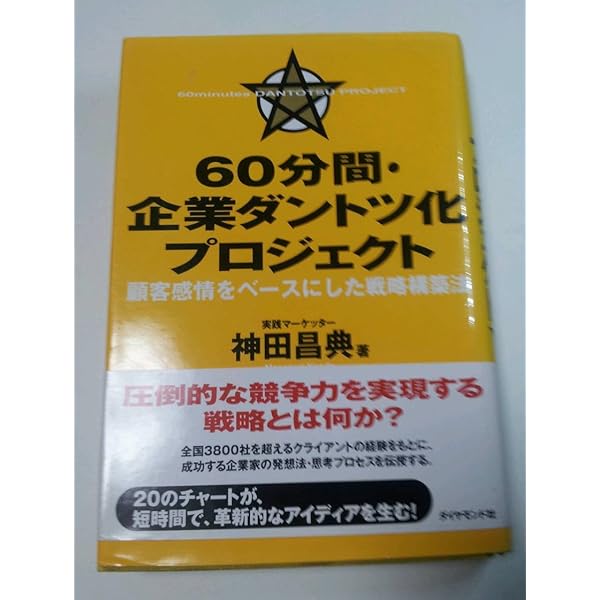 60minutes DANTOTSU PROJECT
60分間・
企業ダントツ化
プロジェクト
顧客感情をベースにした戦略構築法
実践マーケッター
神田昌典 著
圧倒的な競争力を実現する
戦略とは何か?
全国3800社を超えるクライアントの経験をもとに、
成功する企業家の発想法・思考プロセスを伝授する。
20のチャートが、
短時間で、革新的なアイディアを生む!
ダイヤモンド社